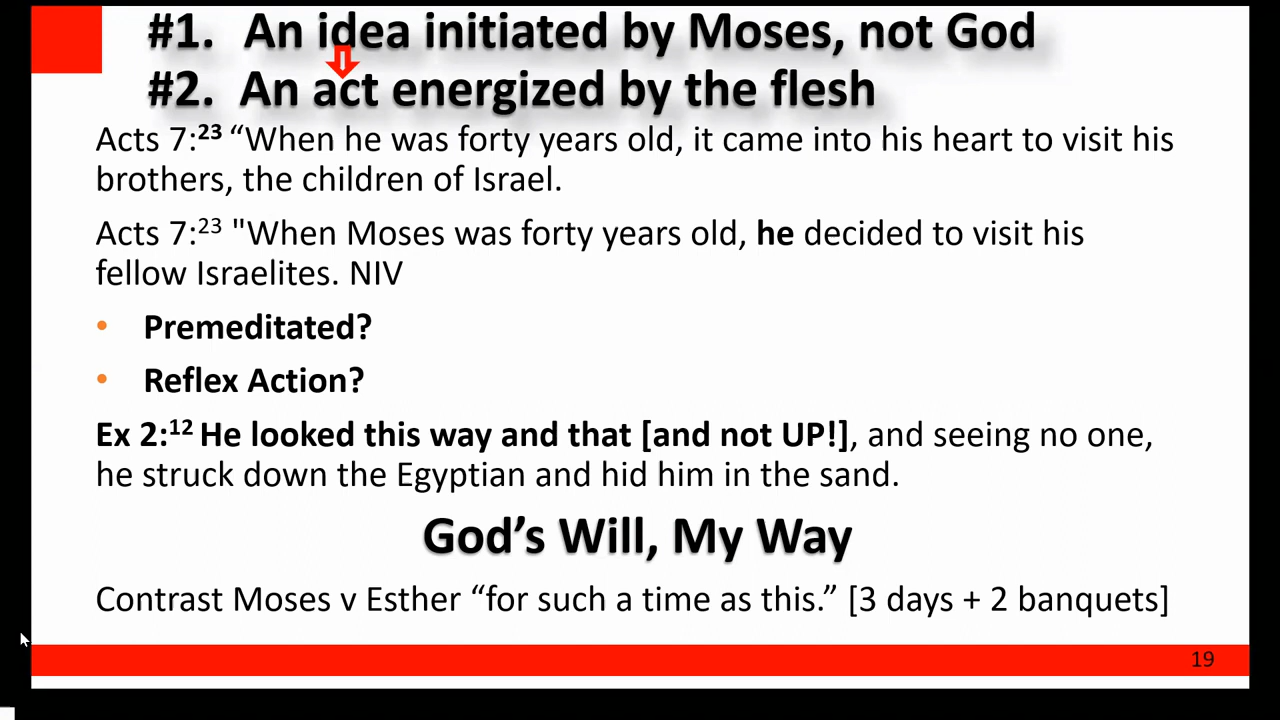 #1. An idea initiated by Moses, not God
#2. An act energized by the flesh
Acts 7:23 “When he was forty years old, it came into his heart to visit his
brothers, the children of Israel.
Acts 7:23 "When Moses was forty years old, he decided to visit his
fellow Israelites. NIV
• Premeditated?
• Reflex Action?
Ex 2:12 He looked this way and that [and not UP!], and seeing no one,
he struck down the Egyptian and hid him in the sand.
God’s Will, My Way
Contrast Moses v Esther “for such a time as this.” [3 days + 2 banquets]
19